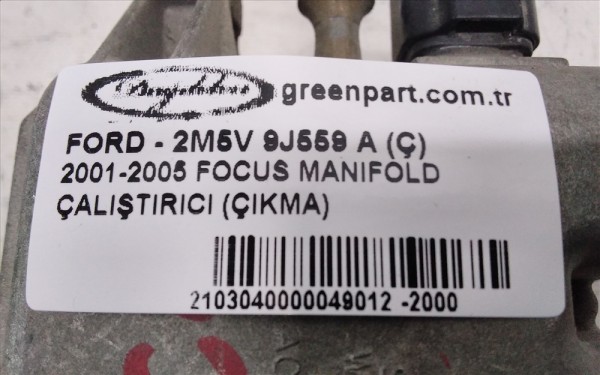 greenpart.com.tr
FORD - 2M5V 9J559 A (Ç)
2001-2005 FOCUS MANIFOLD
ÇALIŞTIRICI (ÇIKMA)
2103040000049012 -2000